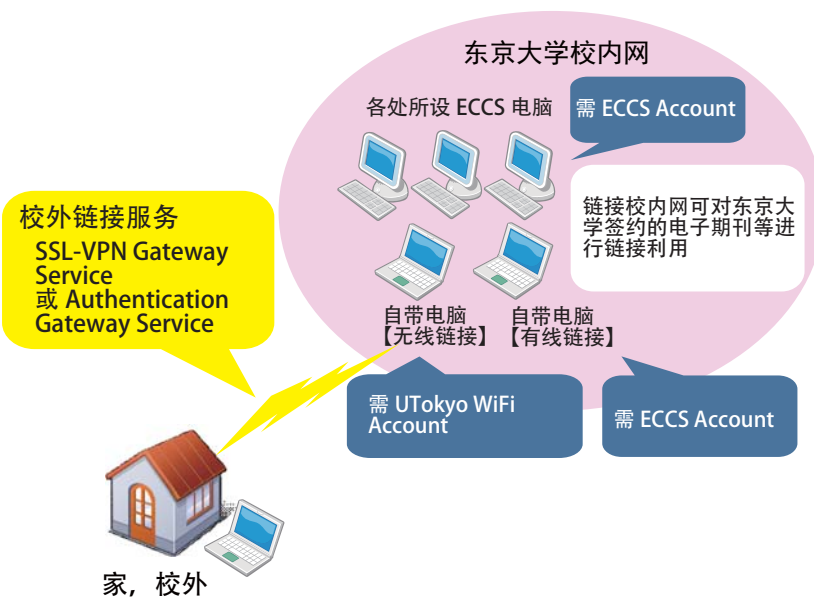 东京大学校内网
各处所设 ECCS 电脑
需 ECCS Account
链接校内网可对东京大
学签约的电子期刊等进
行链接利用
校外链接服务
SSL-VPN Gateway
Service
或 Authentication
Gateway Service
自带电脑
【无线链接】
自带电脑
【有线链接】
需 UTokyo WiFi
Account
需 ECCS Account
家，校外